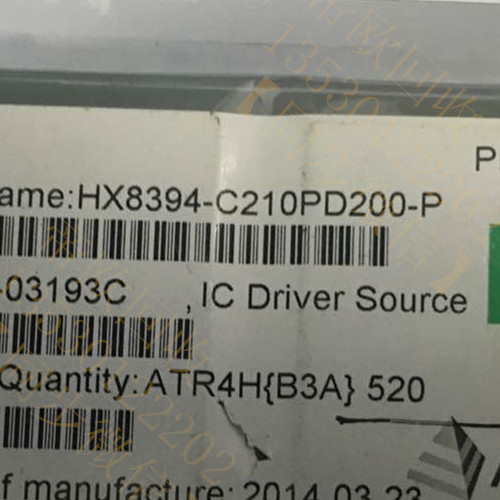 P
ame:HX8394-C210PD200-P
-03193C , IC Driver Source
Quantity: ATR4H{B3A} 520
f manufacture: 2014.03.23